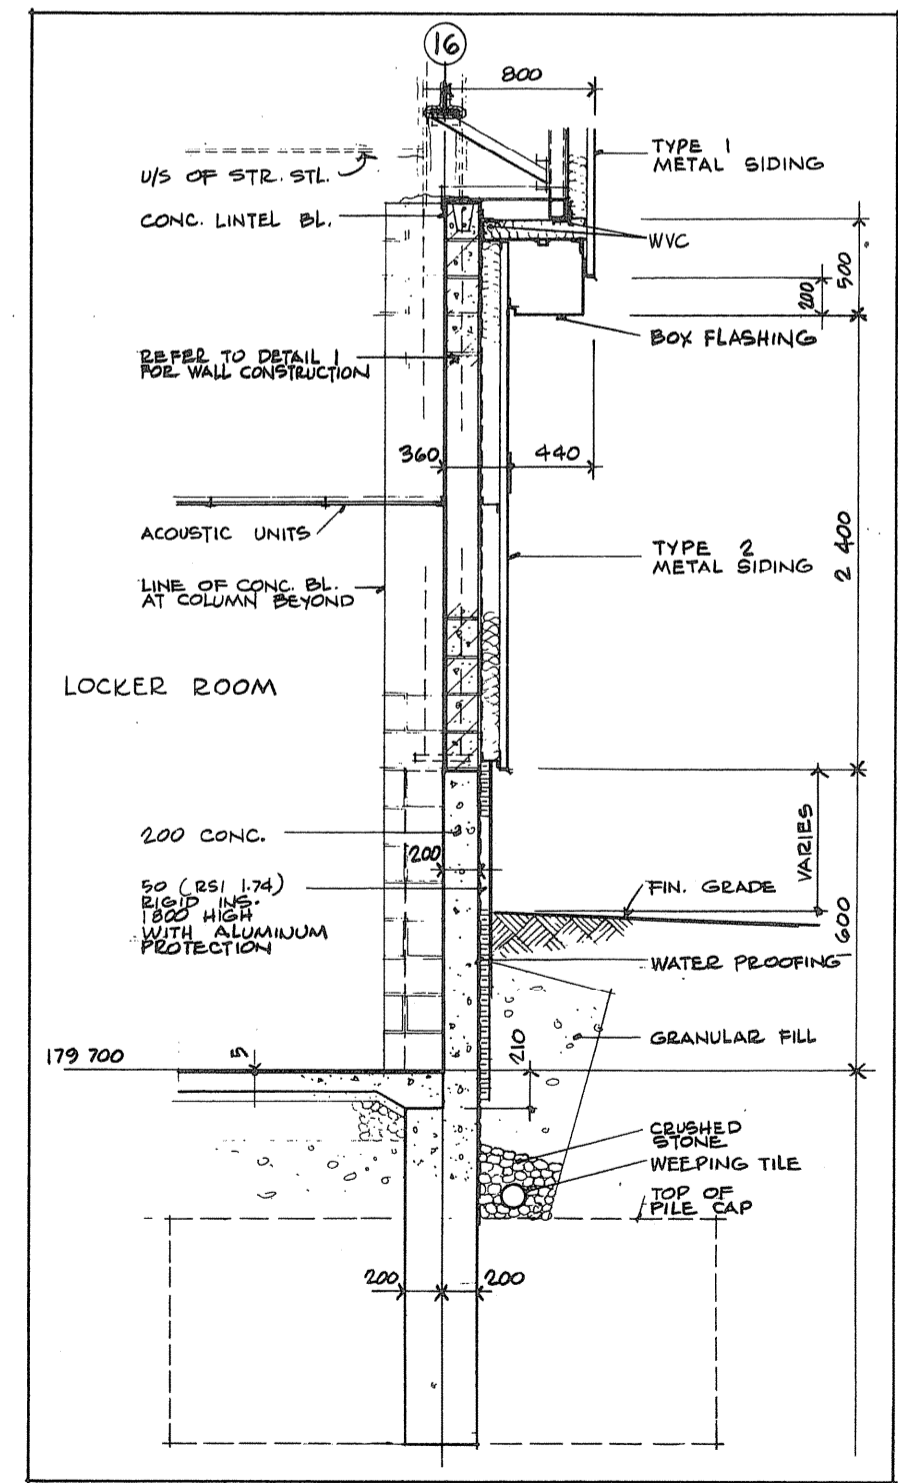 16
800
TYPE 1
METAL SIDING
U/S OF STR. STL.
CONC. LINTEL BL.
WVC
500
200
BOX FLASHING
REFER TO DETAIL 1
FOR WALL CONSTRUCTION
360
440
ACOUSTIC UNITS
TYPE 2
METAL SIDING
2 400
LINE OF CONC. BL.
AT COLUMN BEYOND
LOCKER ROOM
200 CONC.
200
VARIES
50 (RSI 1.74)
RIGID INS.
1800 HIGH
WITH ALUMINUM
PROTECTION
FIN. GRADE
WATER PROOFING
GRANULAR FILL
179 700
5
210
CRUSHED
STONE
WEEPING TILE
TOP OF
PILE CAP
200
200